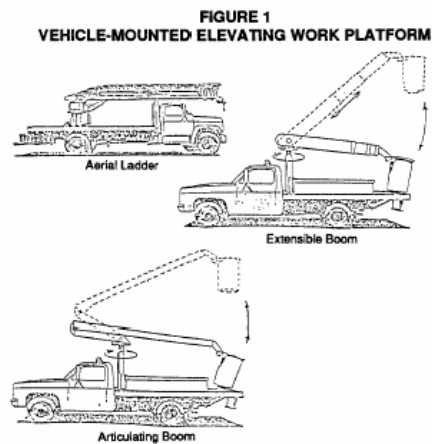 FIGURE 1
VEHICLE-MOUNTED ELEVATING WORK PLATFORM
Aerial Ladder
Extensible Boom
Articulating Boom